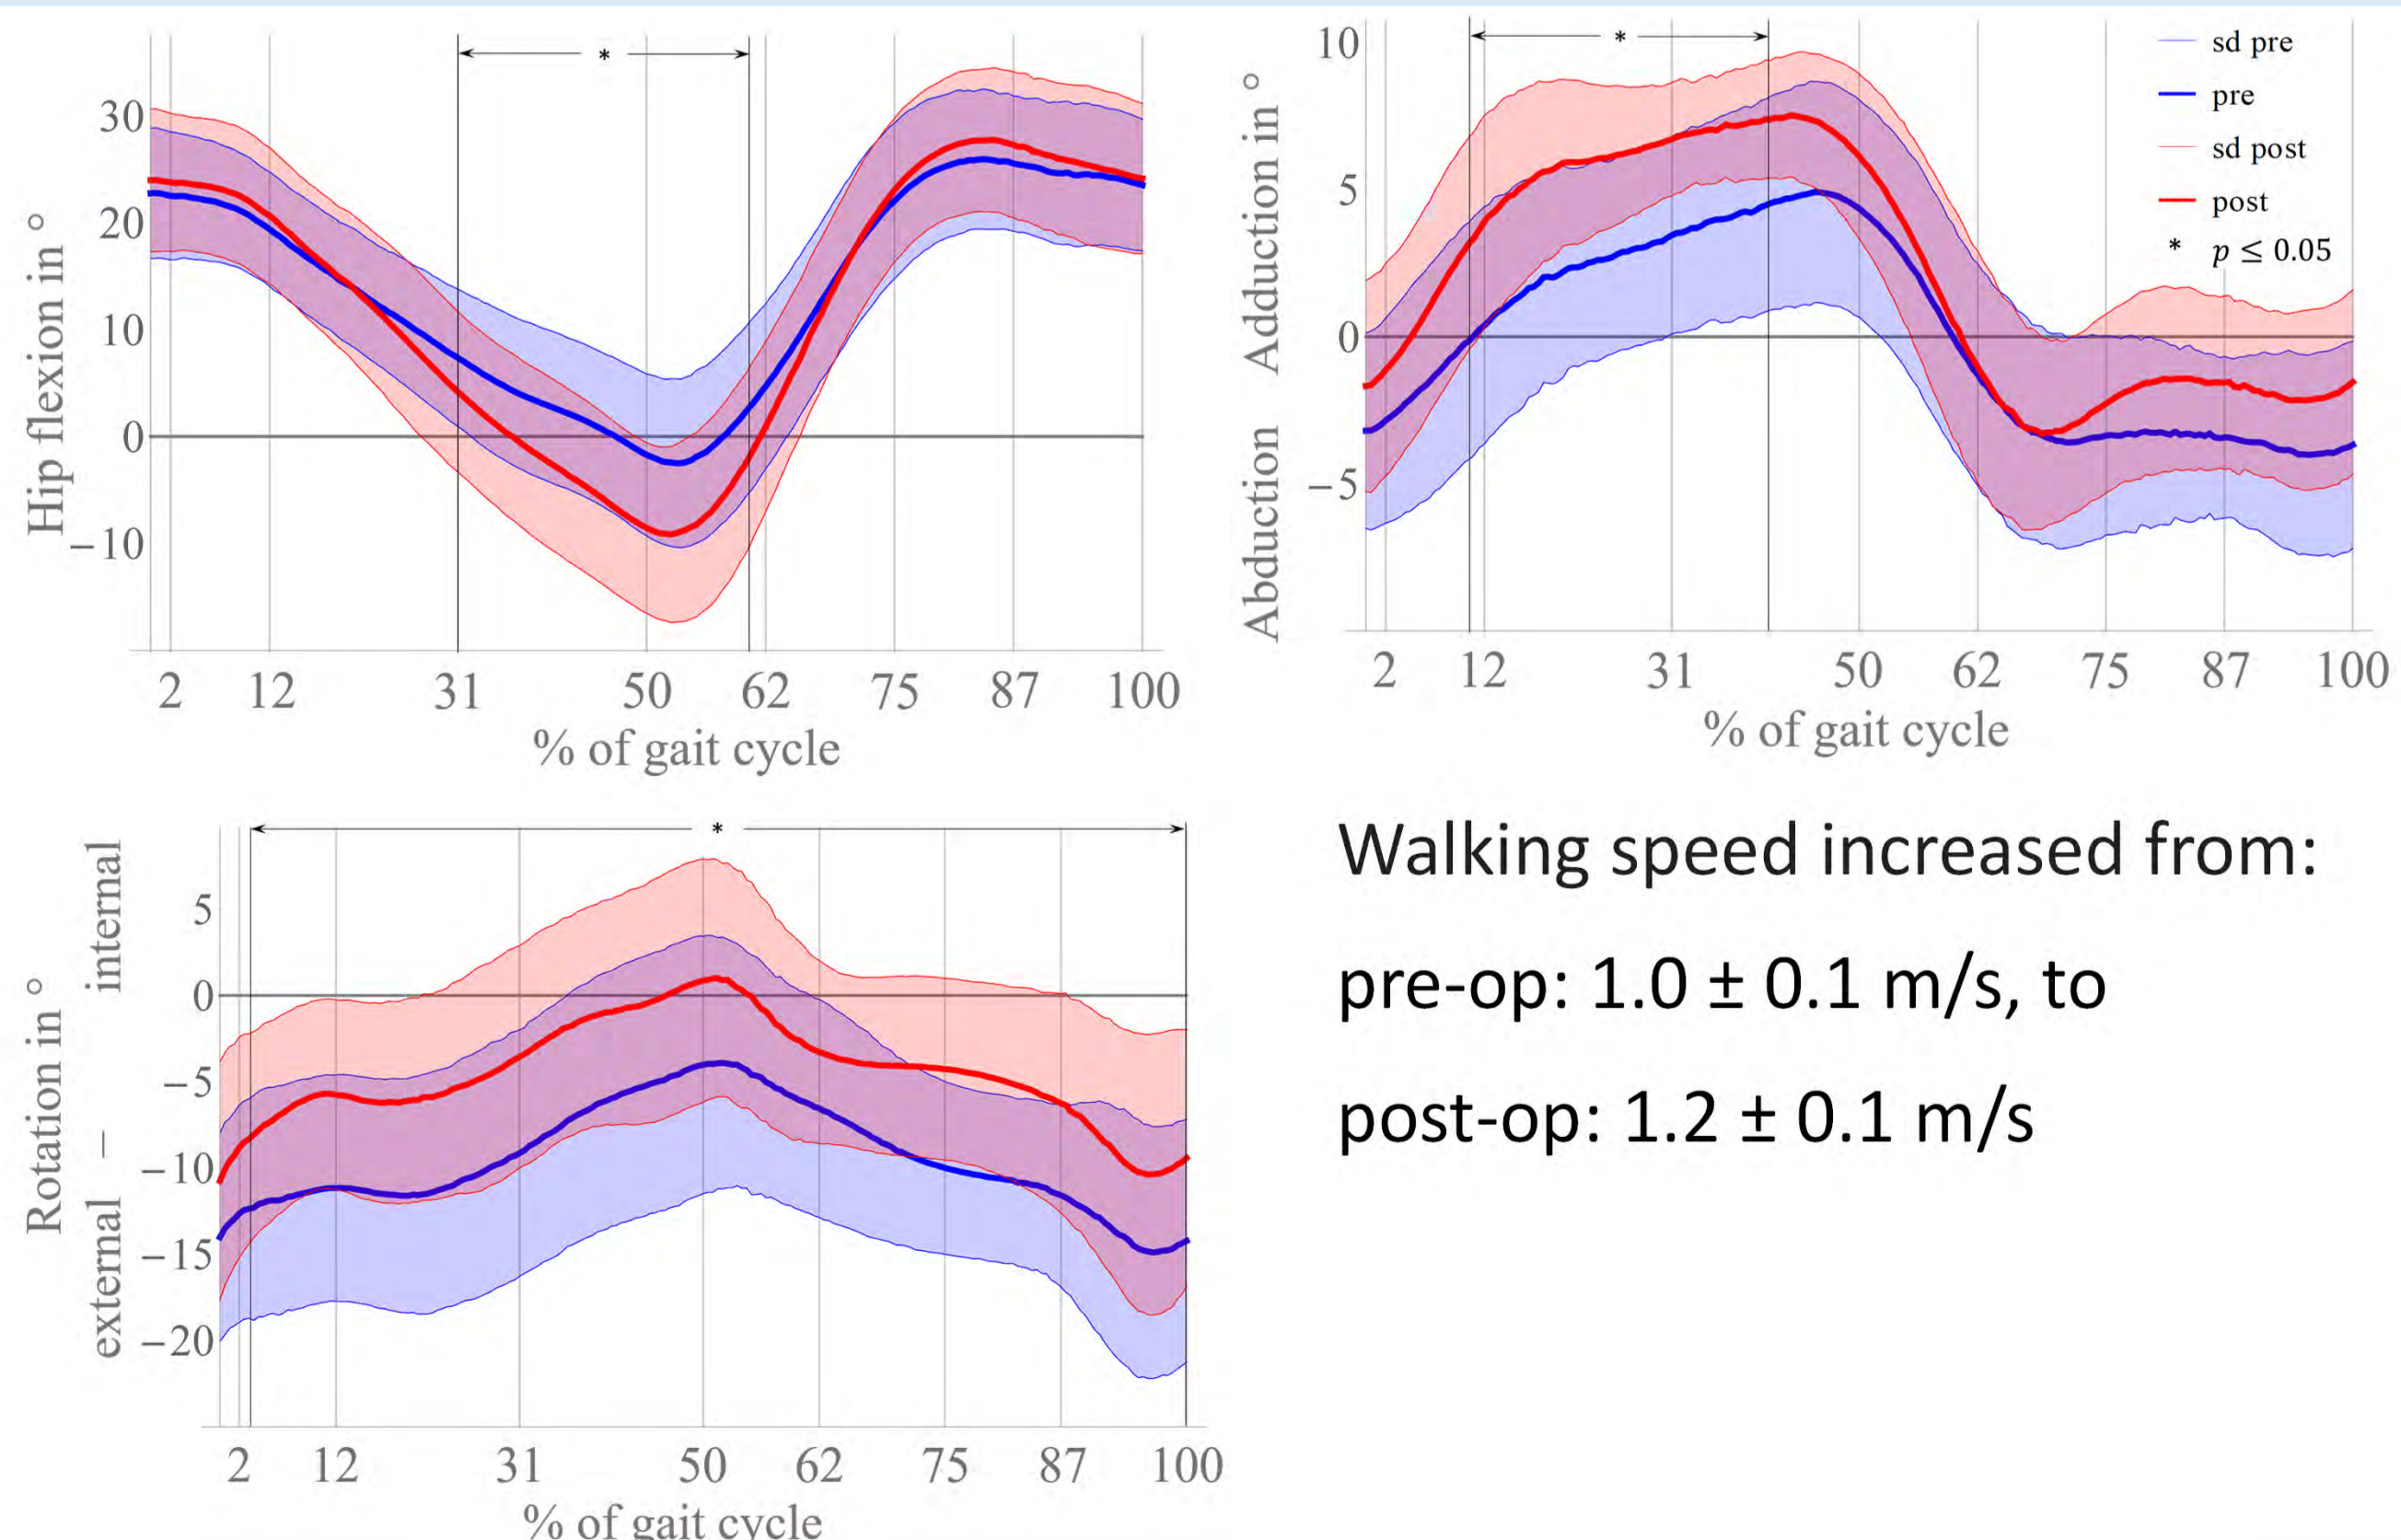 Hip flexion in °
30
20
10
0
−10
*
2 12 31 50 62 75 87 100
% of gait cycle
Abduction Adduction in °
10
5
0
−5
*
sd pre
pre
sd post
post
* p ≤ 0.05
2 12 31 50 62 75 87 100
% of gait cycle
Rotation in °
external − internal
5
0
−5
−10
−15
−20
*
2 12 31 50 62 75 87 100
% of gait cycle
Walking speed increased from:
pre-op: 1.0 ± 0.1 m/s, to
post-op: 1.2 ± 0.1 m/s